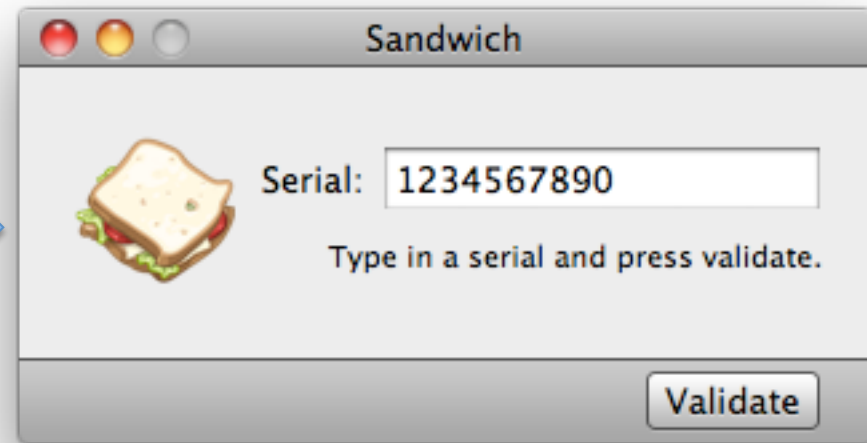 Sandwich
Serial: 1234567890
Type in a serial and press validate.
Validate